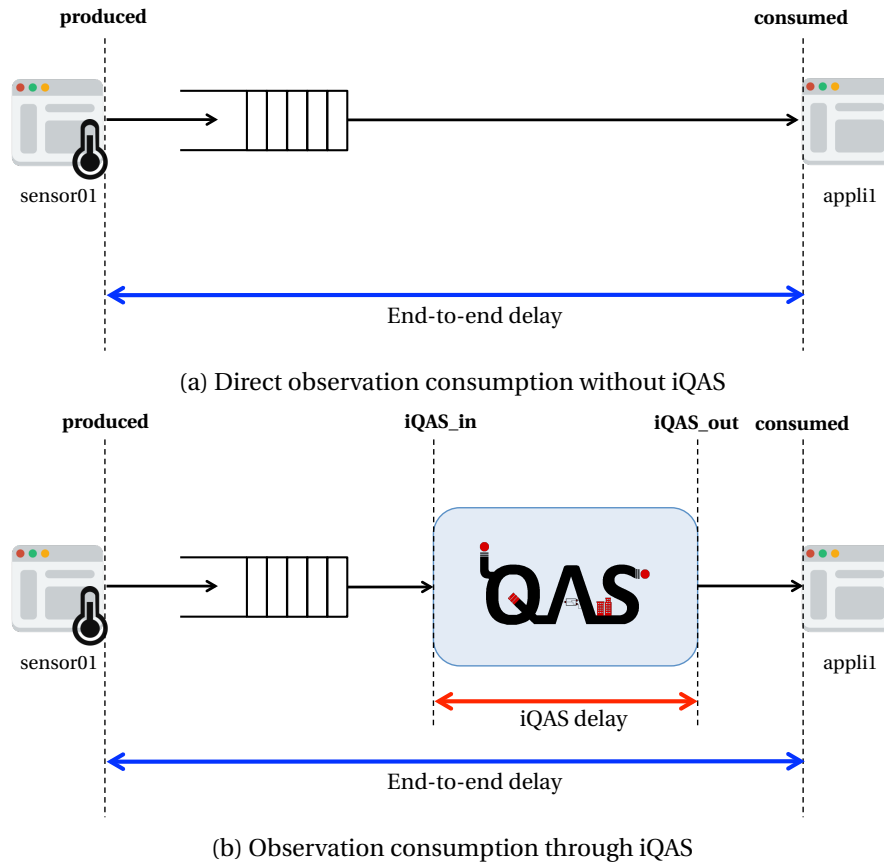 produced
consumed
sensor01
appli1
End-to-end delay
(a) Direct observation consumption without iQAS
produced
iQAS_in
iQAS_out
consumed
iQAS
sensor01
appli1
iQAS delay
End-to-end delay
(b) Observation consumption through iQAS